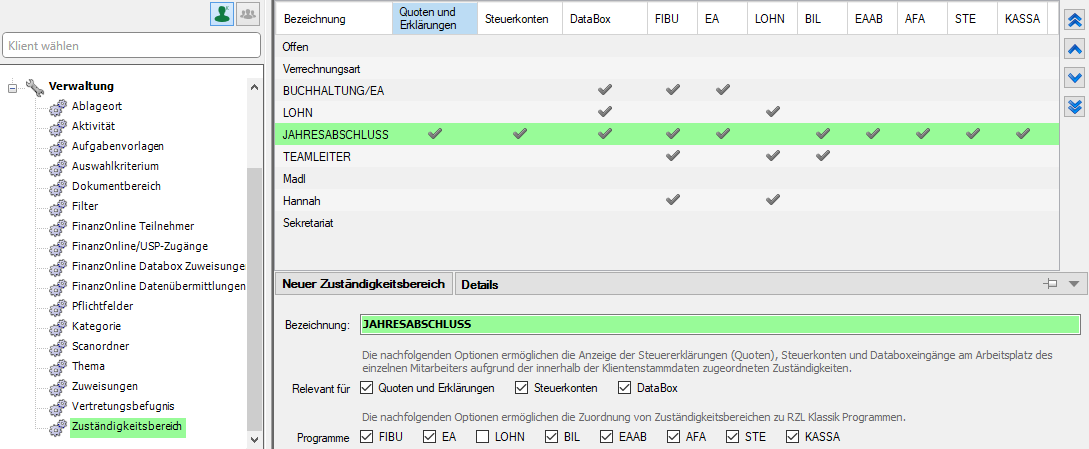 Klient wählen
Verwaltung
Ablageort
Aktivität
Aufgabenvorlagen
Auswahlkriterium
Dokumentbereich
Filter
FinanzOnline Teilnehmer
FinanzOnline/USP-Zugänge
FinanzOnline Databox Zuweisunge
FinanzOnline Datenübermittlungen
Pflichtfelder
Kategorie
Scanordner
Thema
Zuweisungen
Vertretungsbefugnis
Zuständigkeitsbereich
Bezeichnung Quoten und Erklärungen Steuerkonten DataBox FIBU EA LOHN BIL EAAB AFA STE KASSA
Offen
Verrechnungsart
BUCHHALTUNG/EA
LOHN
JAHRESABSCHLUSS
TEAMLEITER
Madl
Hannah
Sekretariat
Neuer Zuständigkeitsbereich Details
Bezeichnung: JAHRESABSCHLUSS
Die nachfolgenden Optionen ermöglichen die Anzeige der Steuererklärungen (Quoten), Steuerkonten und Databoxeingänge am Arbeitsplatz des
einzelnen Mitarbeiters aufgrund der innerhalb der Klientenstammdaten zugeordneten Zuständigkeiten.
Relevant für Quoten und Erklärungen Steuerkonten DataBox
Die nachfolgenden Optionen ermöglichen die Zuordnung von Zuständigkeitsbereichen zu RZL Klassik Programmen.
Programme FIBU EA LOHN BIL EAAB AFA STE KASSA